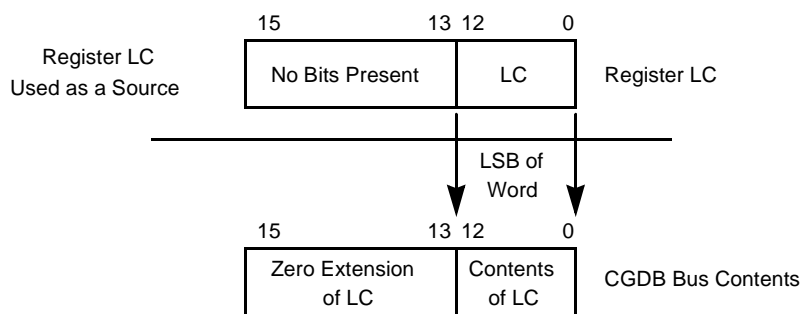 15 13 12 0
Register LC
Used as a Source
No Bits Present
LC
Register LC
LSB of
Word
15 13 12 0
Zero Extension
of LC
Contents
of LC
CGDB Bus Contents